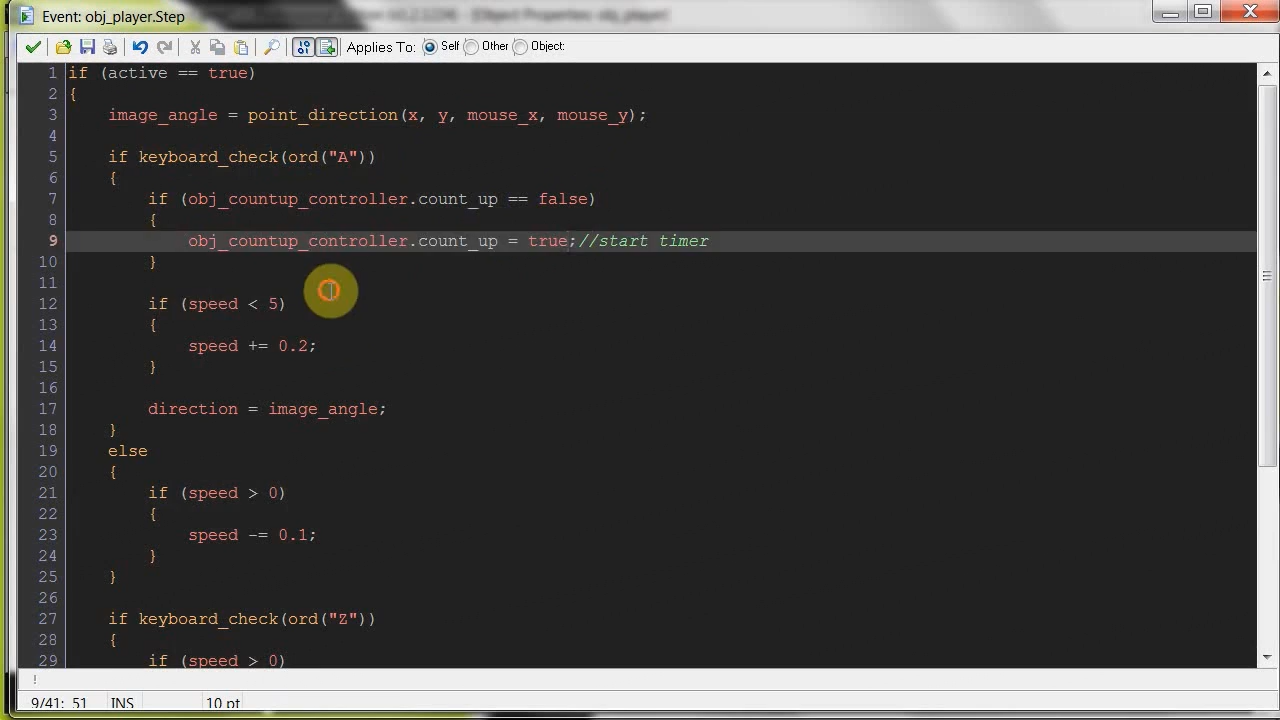 Event: obj_player.Step
Applies To: Self Other Object:
1 if (active == true)
2 {
3 image_angle = point_direction(x, y, mouse_x, mouse_y);
4
5 if keyboard_check(ord("A"))
6 {
7 if (obj_countup_controller.count_up == false)
8 {
9 obj_countup_controller.count_up = true;//start timer
10 }
11
12 if (speed < 5)
13 {
14 speed += 0.2;
15 }
16
17 direction = image_angle;
18 }
19 else
20 {
21 if (speed > 0)
22 {
23 speed -= 0.1;
24 }
25 }
26
27 if keyboard_check(ord("Z"))
28 {
29 if (speed > 0)
!
9/41: 51 INS 10 pt